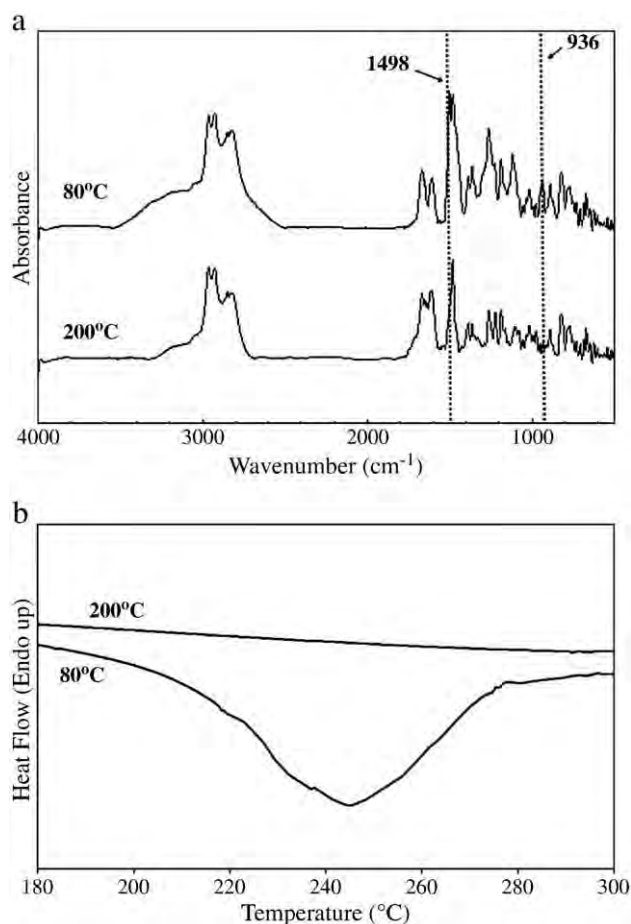 a
936
1498
80°C
200°C
Absorbance
4000 3000 2000 1000
Wavenumber (cm⁻¹)
b
200°C
80°C
Heat Flow (Endo up)
180 200 220 240 260 280 300
Temperature (°C)